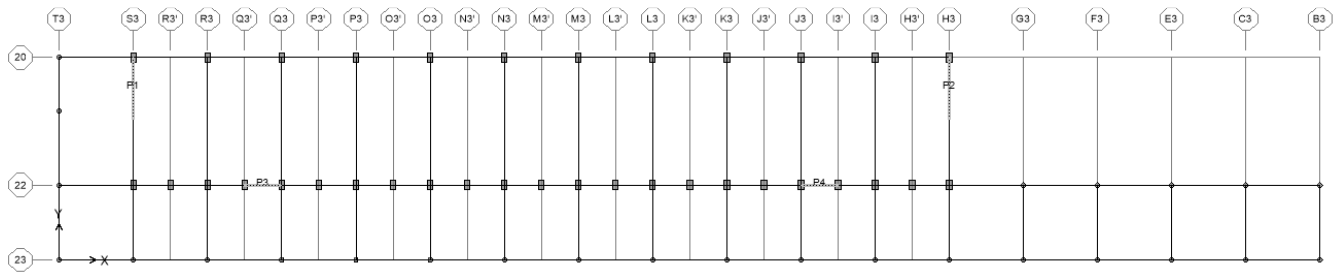 T3 S3 R3' R3 Q3' Q3 P3' P3 O3' O3 N3' N3 M3' M3 L3' L3 K3' K3 J3' J3 I3' I3 H3' H3 G3 F3 E3 C3 B3
20
P1 P2
22 P3 P4
Y
23 X